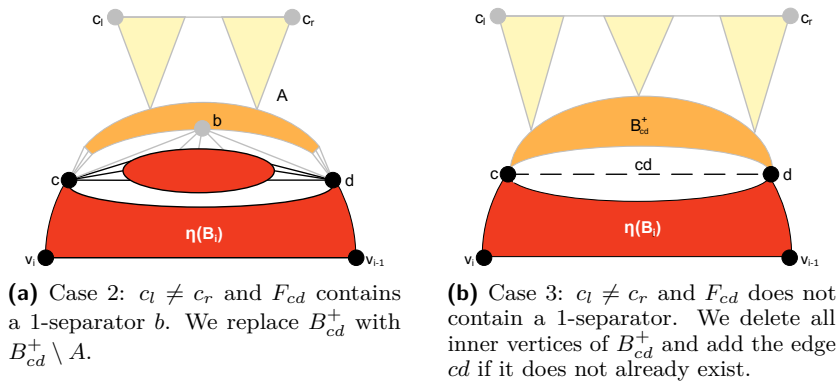 cl cr
A
b
c d
η(Bi)
vi vi-1
(a) Case 2: cl ≠ cr and Fcd contains
a 1-separator b. We replace B+cd with
B+cd \ A.
cl cr
B+cd
cd
c d
η(Bi)
vi vi-1
(b) Case 3: cl ≠ cr and Fcd does not
contain a 1-separator. We delete all
inner vertices of B+cd and add the edge
cd if it does not already exist.